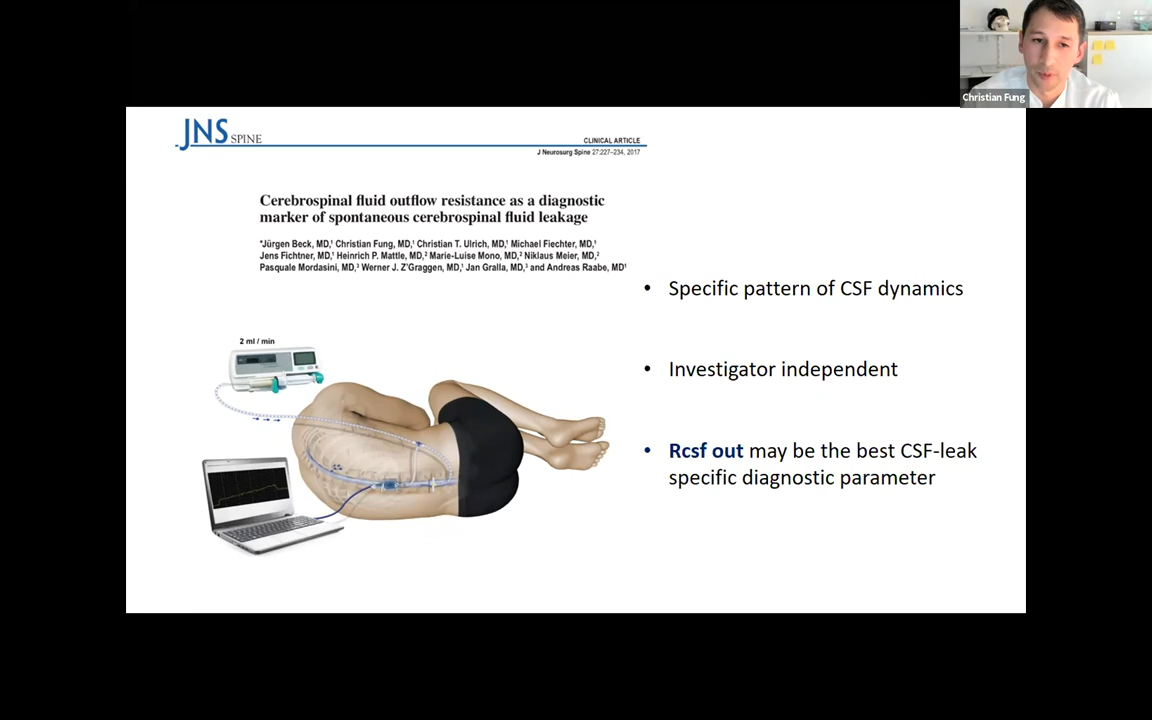 Christian Fung
JNS SPINE
CLINICAL ARTICLE
J Neurosurg Spine 27:227–234, 2017
Cerebrospinal fluid outflow resistance as a diagnostic
marker of spontaneous cerebrospinal fluid leakage
*Jürgen Beck, MD,¹ Christian Fung, MD,¹ Christian T. Ulrich, MD,¹ Michael Fiechter, MD,¹
Jens Fichtner, MD,¹ Heinrich P. Mattle, MD,² Marie-Luise Mono, MD,² Niklaus Meier, MD,²
Pasquale Mordasini, MD,³ Werner J. Z'Graggen, MD,¹ Jan Gralla, MD,³ and Andreas Raabe, MD¹
• Specific pattern of CSF dynamics
2 ml / min
• Investigator independent
• Rcsf out may be the best CSF-leak
specific diagnostic parameter